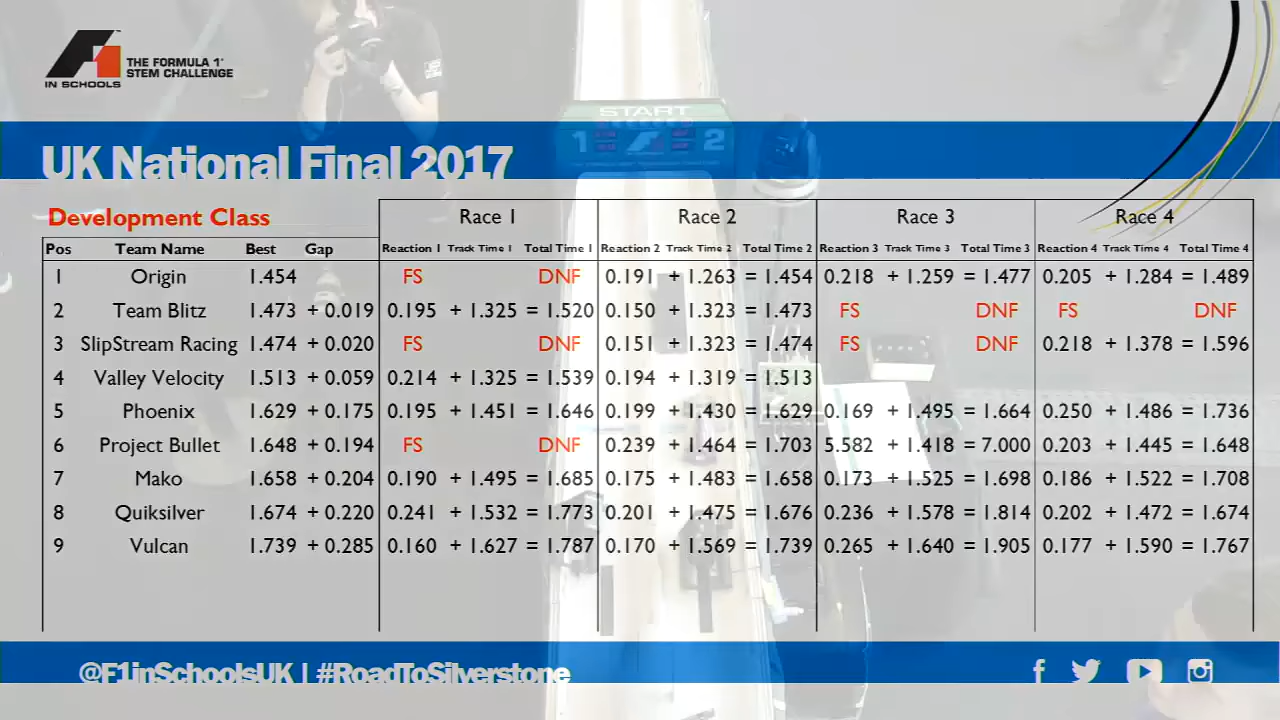 F1
IN SCHOOLS
THE FORMULA 1
STEM CHALLENGE
START
1 2
UK National Final 2017
Development Class Race 1 Race 2 Race 3 Race 4
Pos Team Name Best Gap Reaction 1 Track Time 1 Total Time 1 Reaction 2 Track Time 2 Total Time 2 Reaction 3 Track Time 3 Total Time 3 Reaction 4 Track Time 4 Total Time 4
1 Origin 1.454 FS DNF 0.191 + 1.263 = 1.454 0.218 + 1.259 = 1.477 0.205 + 1.284 = 1.489
2 Team Blitz 1.473 + 0.019 0.195 + 1.325 = 1.520 0.150 + 1.323 = 1.473 FS DNF FS DNF
3 SlipStream Racing 1.474 + 0.020 FS DNF 0.151 + 1.323 = 1.474 FS DNF 0.218 + 1.378 = 1.596
4 Valley Velocity 1.513 + 0.059 0.214 + 1.325 = 1.539 0.194 + 1.319 = 1.513
5 Phoenix 1.629 + 0.175 0.195 + 1.451 = 1.646 0.199 + 1.430 = 1.629 0.169 + 1.495 = 1.664 0.250 + 1.486 = 1.736
6 Project Bullet 1.648 + 0.194 FS DNF 0.239 + 1.464 = 1.703 5.582 + 1.418 = 7.000 0.203 + 1.445 = 1.648
7 Mako 1.658 + 0.204 0.190 + 1.495 = 1.685 0.175 + 1.483 = 1.658 0.173 + 1.525 = 1.698 0.186 + 1.522 = 1.708
8 Quiksilver 1.674 + 0.220 0.241 + 1.532 = 1.773 0.201 + 1.475 = 1.676 0.236 + 1.578 = 1.814 0.202 + 1.472 = 1.674
9 Vulcan 1.739 + 0.285 0.160 + 1.627 = 1.787 0.170 + 1.569 = 1.739 0.265 + 1.640 = 1.905 0.177 + 1.590 = 1.767
@F1inSchoolsUK | #RoadToSilverstone